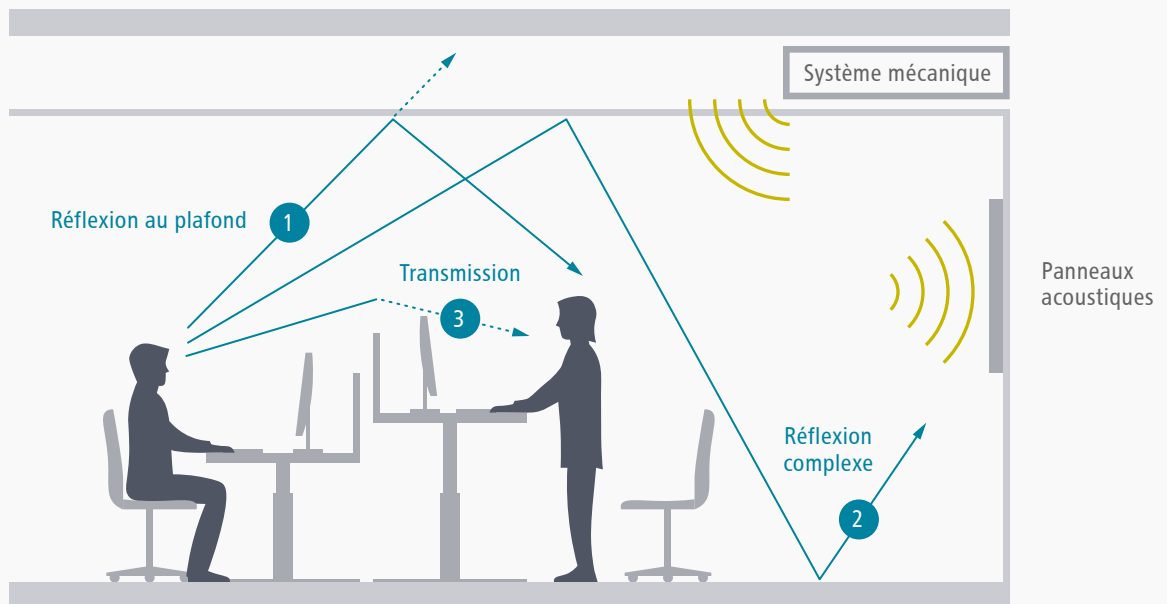 Système mécanique
Réflexion au plafond
1
Transmission
3
Panneaux
acoustiques
Réflexion
complexe
2